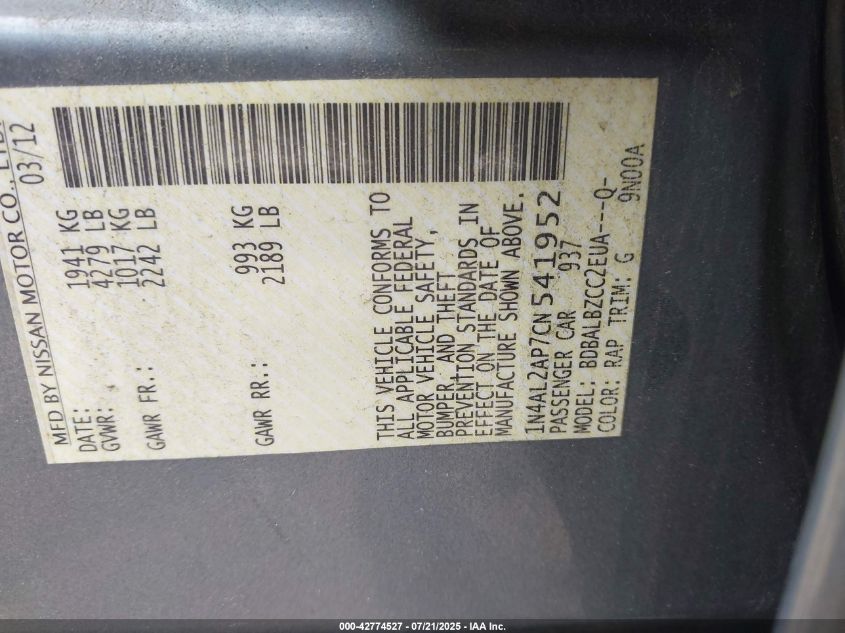 MFD BY NISSAN MOTOR CO., LTD.
DATE: 03/12
GVWR: 1941 KG
4279 LB
GAWR FR.: 1017 KG
2242 LB
GAWR RR.: 993 KG
2189 LB
THIS VEHICLE CONFORMS TO
ALL APPLICABLE FEDERAL
MOTOR VEHICLE SAFETY,
BUMPER, AND THEFT
PREVENTION STANDARDS IN
EFFECT ON THE DATE OF
MANUFACTURE SHOWN ABOVE.
1N4AL2AP7CN541952
PASSENGER CAR 937
MODEL: BDBALBZCC2EUA---Q-
COLOR: RAP TRIM: G 9N00A
000-42774527 - 07/21/2025 - IAA Inc.